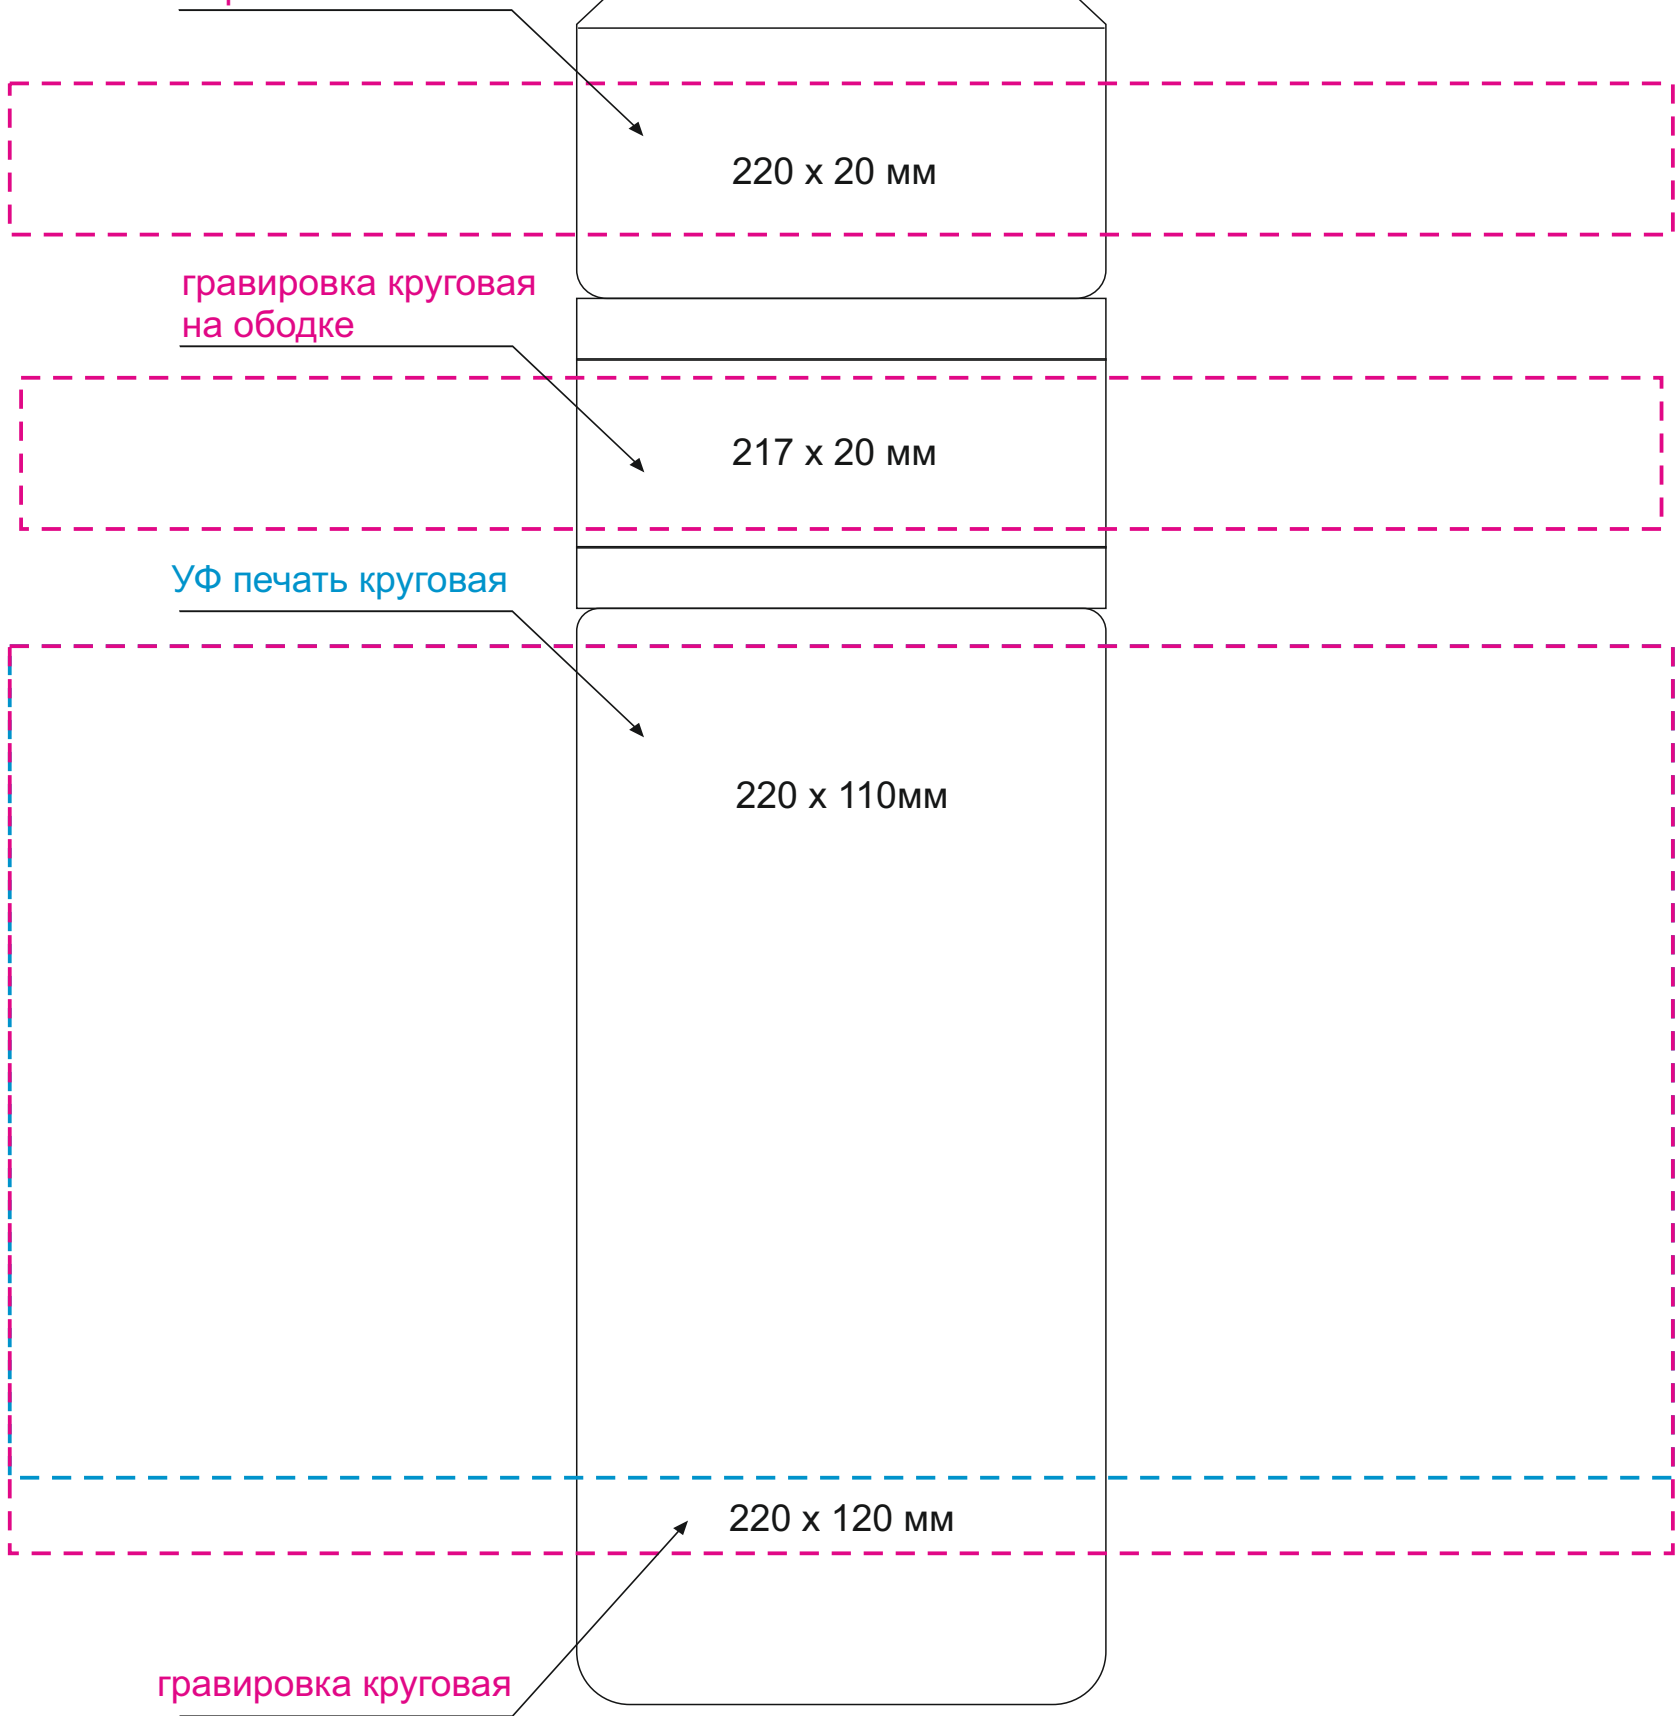 220 х 20 мм
гравировка круговая
на ободке
217 х 20 мм
УФ печать круговая
220 х 110мм
220 х 120 мм
гравировка круговая